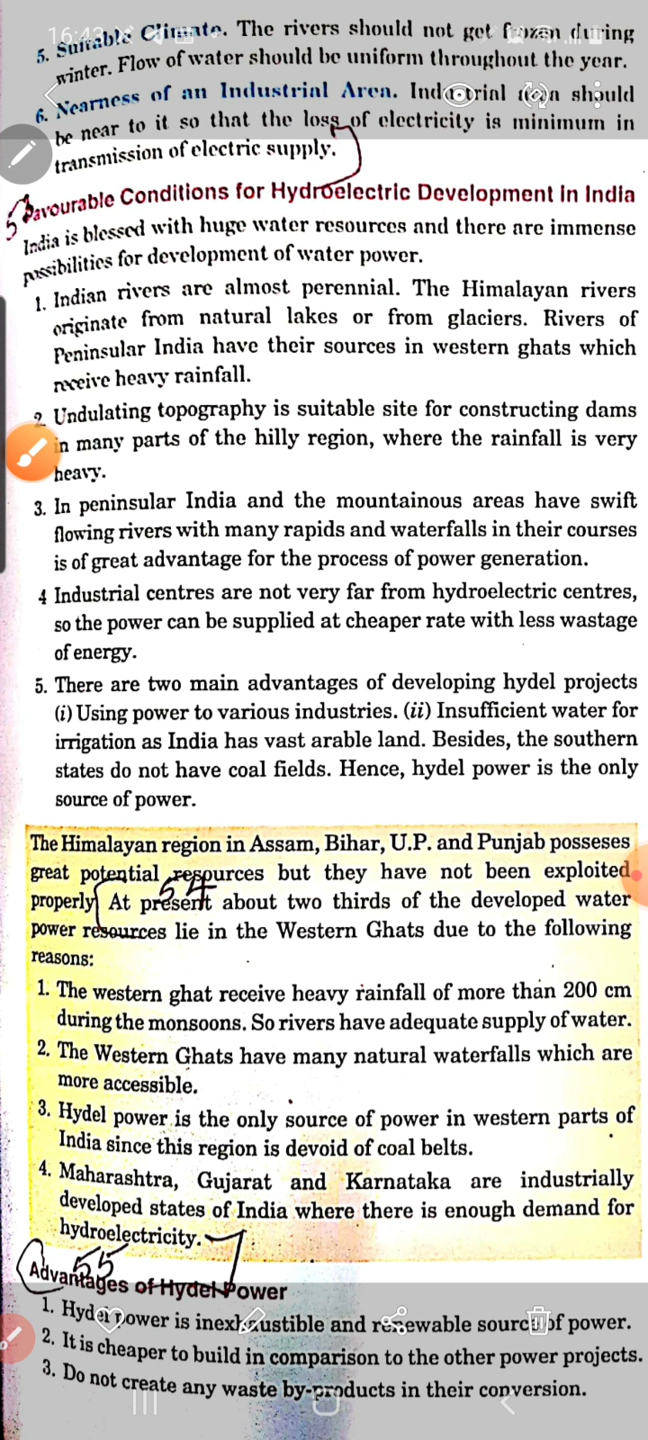 16:43
5. Suitable Climate. The rivers should not get frozen during
winter. Flow of water should be uniform throughout the year.
6. Nearness of an Industrial Area. Industrial area should
be near to it so that the loss of electricity is minimum in
transmission of electric supply.
53
Favourable Conditions for Hydroelectric Development in India
India is blessed with huge water resources and there are immense
possibilities for development of water power.
1. Indian rivers are almost perennial. The Himalayan rivers
originate from natural lakes or from glaciers. Rivers of
Peninsular India have their sources in western ghats which
receive heavy rainfall.
2. Undulating topography is suitable site for constructing dams
in many parts of the hilly region, where the rainfall is very
heavy.
3. In peninsular India and the mountainous areas have swift
flowing rivers with many rapids and waterfalls in their courses
is of great advantage for the process of power generation.
4 Industrial centres are not very far from hydroelectric centres,
so the power can be supplied at cheaper rate with less wastage
of energy.
5. There are two main advantages of developing hydel projects
(i) Using power to various industries. (ii) Insufficient water for
irrigation as India has vast arable land. Besides, the southern
states do not have coal fields. Hence, hydel power is the only
source of power.
The Himalayan region in Assam, Bihar, U.P. and Punjab posseses
great potential resources but they have not been exploited
54
properly. At present about two thirds of the developed water
power resources lie in the Western Ghats due to the following
reasons:
1. The western ghat receive heavy rainfall of more than 200 cm
during the monsoons. So rivers have adequate supply of water.
2. The Western Ghats have many natural waterfalls which are
more accessible.
3. Hydel power is the only source of power in western parts of
India since this region is devoid of coal belts.
4. Maharashtra, Gujarat and Karnataka are industrially
developed states of India where there is enough demand for
hydroelectricity.
55
Advantages of Hydel Power
1. Hydel power is inexhaustible and renewable source of power.
2. It is cheaper to build in comparison to the other power projects.
3. Do not create any waste by-products in their conversion.